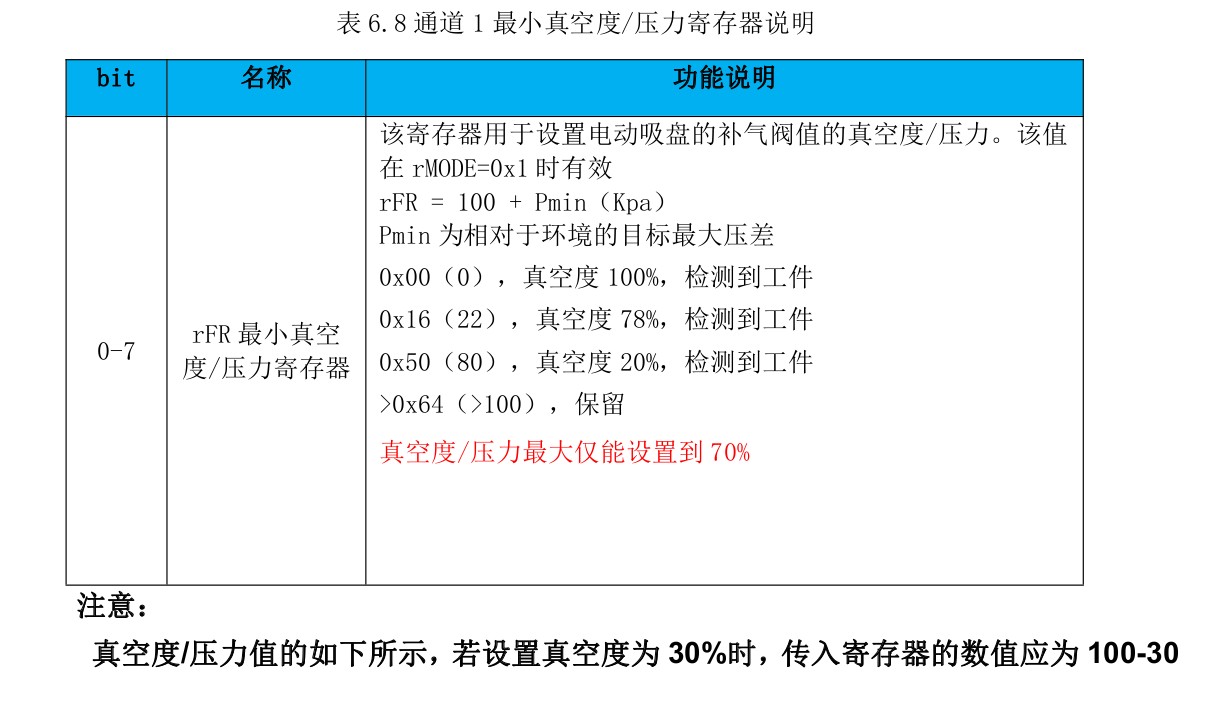 表 6.8 通道 1 最小真空度/压力寄存器说明
bit 名称 功能说明
0-7
rFR 最小真空
度/压力寄存器
该寄存器用于设置电动吸盘的补气阀值的真空度/压力。该值
在 rMODE=0x1 时有效
rFR = 100 + Pmin（Kpa）
Pmin 为相对于环境的目标最大压差
0x00（0），真空度 100%，检测到工件
0x16（22），真空度 78%，检测到工件
0x50（80），真空度 20%，检测到工件
>0x64（>100），保留
真空度/压力最大仅能设置到 70%
注意：
真空度/压力值的如下所示，若设置真空度为 30%时，传入寄存器的数值应为 100-30